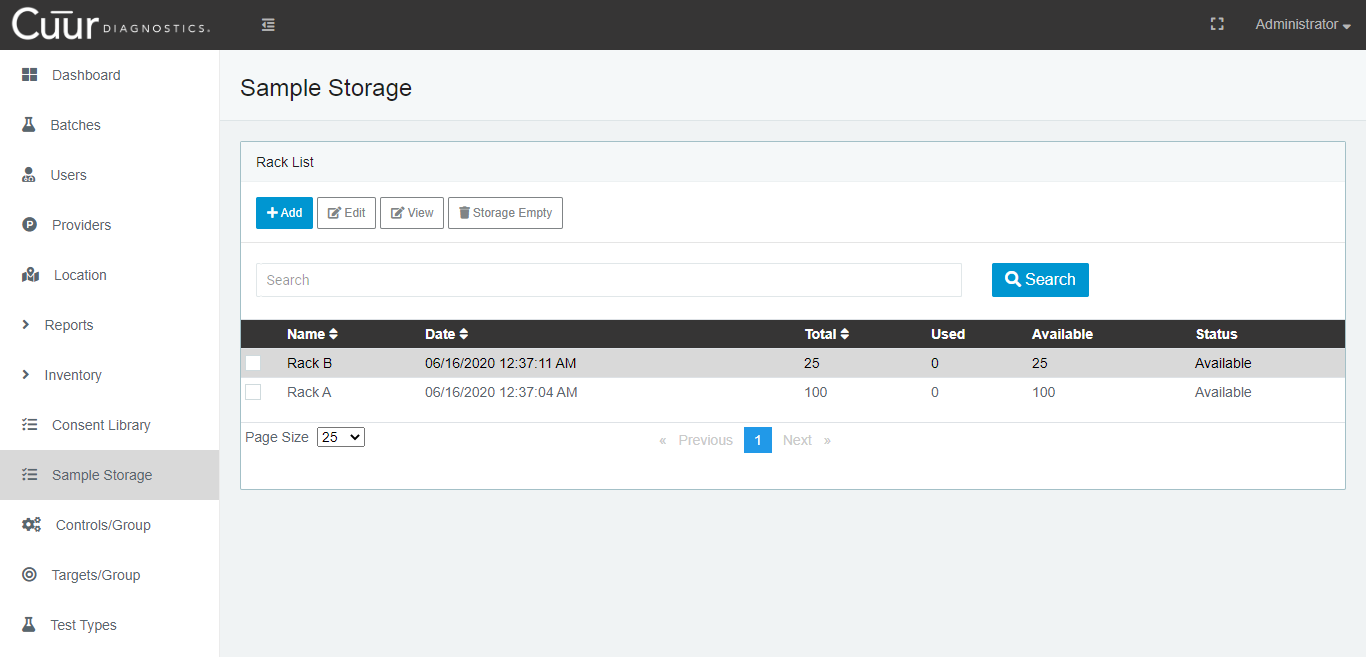 Cūur DIAGNOSTICS.
Administrator
Dashboard
Batches
Users
Providers
Location
Reports
Inventory
Consent Library
Sample Storage
Controls/Group
Targets/Group
Test Types
Sample Storage
Rack List
Add Edit View Storage Empty
Search Search
Name Date Total Used Available Status
Rack B 06/16/2020 12:37:11 AM 25 0 25 Available
Rack A 06/16/2020 12:37:04 AM 100 0 100 Available
Page Size 25 « Previous 1 Next »